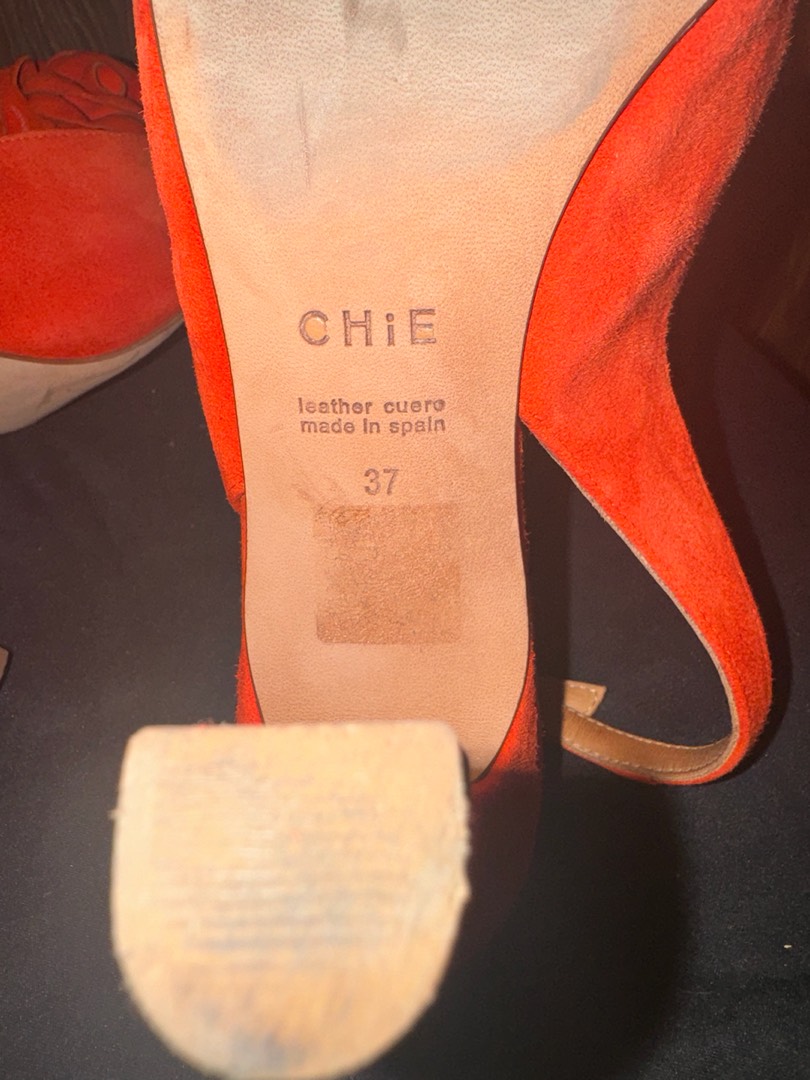 CHiE
leather cuero
made in spain
37